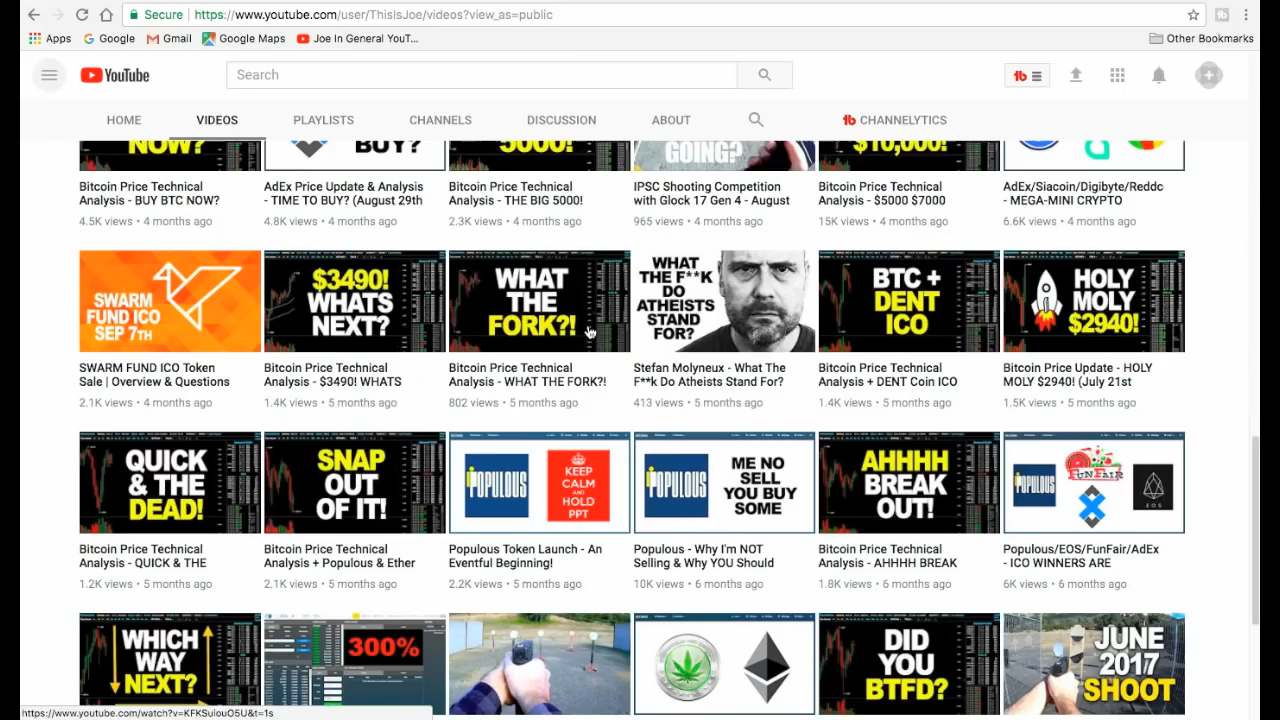 Secure
https://www.youtube.com/user/ThisIsJoe/videos?view_as=public
Apps
Google
Gmail
Google Maps
Joe In General YouT...
Other Bookmarks
YouTube
Search
HOME
VIDEOS
PLAYLISTS
CHANNELS
DISCUSSION
ABOUT
CHANNELYTICS
NOW?
BUY?
5000!
GOING?
$10,000!
Bitcoin Price Technical
Analysis - BUY BTC NOW?
4.5K views • 4 months ago
AdEx Price Update & Analysis
- TIME TO BUY? (August 29th
4.8K views • 4 months ago
Bitcoin Price Technical
Analysis - THE BIG 5000!
2.3K views • 4 months ago
IPSC Shooting Competition
with Glock 17 Gen 4 - August
965 views • 4 months ago
Bitcoin Price Technical
Analysis - $5000 $7000
15K views • 4 months ago
AdEx/Siacoin/Digibyte/Reddc
- MEGA-MINI CRYPTO
6.6K views • 4 months ago
SWARM
FUND ICO
SEP 7TH
SWARM FUND ICO Token
Sale | Overview & Questions
2.1K views • 4 months ago
$3490!
WHATS
NEXT?
Bitcoin Price Technical
Analysis - $3490! WHATS
1.4K views • 5 months ago
WHAT
THE
FORK?!
Bitcoin Price Technical
Analysis - WHAT THE FORK?!
802 views • 5 months ago
WHAT
THE F**K
DO
ATHEISTS
STAND
FOR?
Stefan Molyneux - What The
F**k Do Atheists Stand For?
413 views • 5 months ago
BTC +
DENT
ICO
Bitcoin Price Technical
Analysis + DENT Coin ICO
1.4K views • 5 months ago
HOLY
MOLY
$2940!
Bitcoin Price Update - HOLY
MOLY $2940! (July 21st
1.5K views • 5 months ago
QUICK
& THE
DEAD!
Bitcoin Price Technical
Analysis - QUICK & THE
1.2K views • 5 months ago
SNAP
OUT
OF IT!
Bitcoin Price Technical
Analysis + Populous & Ether
2.1K views • 5 months ago
POPULOUS
KEEP
CALM
AND
HOLD
PPT
Populous Token Launch - An
Eventful Beginning!
2.2K views • 5 months ago
POPULOUS
ME NO
SELL
YOU BUY
SOME
Populous - Why I'm NOT
Selling & Why YOU Should
10K views • 6 months ago
AHHHH
BREAK
OUT!
Bitcoin Price Technical
Analysis - AHHHH BREAK
1.8K views • 6 months ago
POPULOUS
FUNFAIR
EOS
Populous/EOS/FunFair/AdEx
- ICO WINNERS ARE
6K views • 6 months ago
WHICH
WAY
NEXT?
300%
DID
YOU
BTFD?
JUNE
2017
SHOOT
https://www.youtube.com/watch?v=KFKSuiouO5U&t=1s